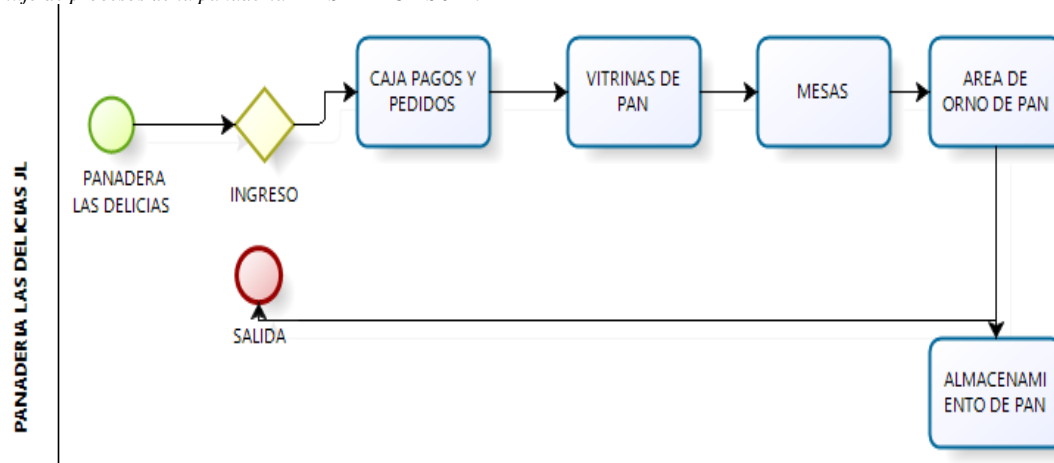 PANADERIA LAS DELICIAS JL
PANADERA
LAS DELICIAS
INGRESO
CAJA PAGOS Y
PEDIDOS
VITRINAS DE
PAN
MESAS
AREA DE
ORNO DE PAN
SALIDA
ALMACENAMI
ENTO DE PAN